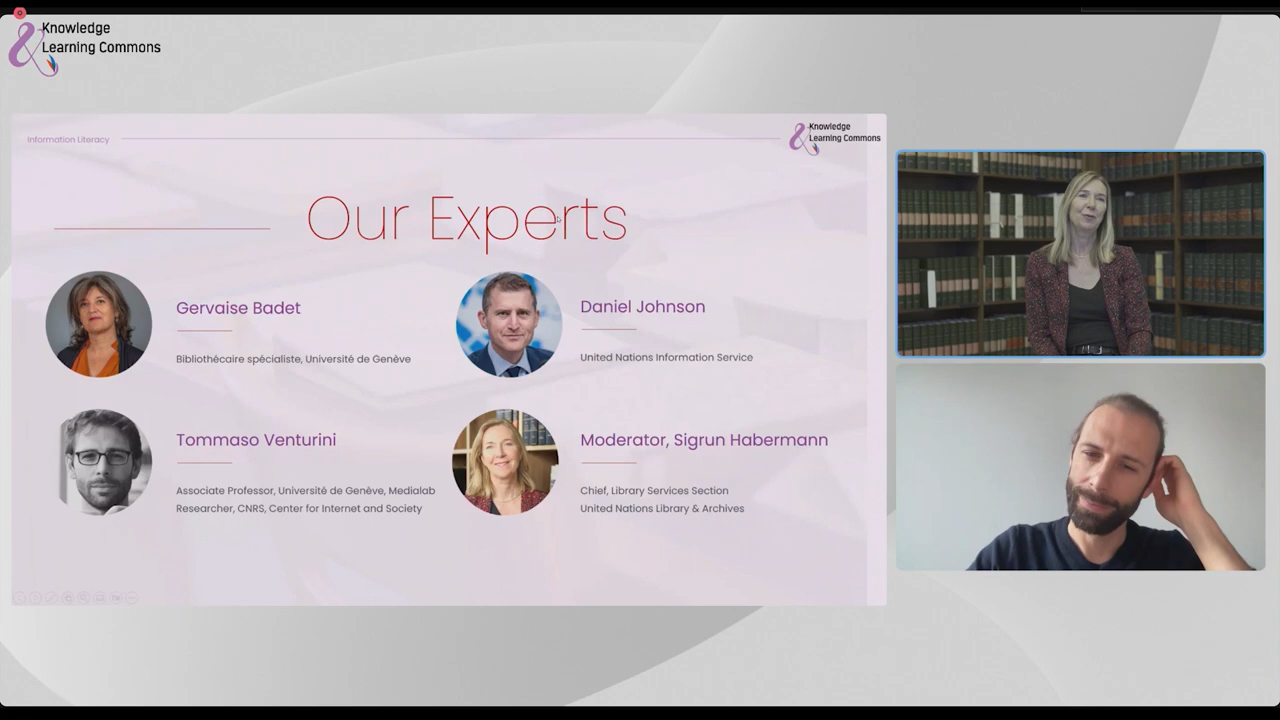 Knowledge
Learning Commons
Information Literacy
Knowledge
Learning Commons
Our Experts
Gervaise Badet
Bibliothécaire spécialiste, Université de Genève
Daniel Johnson
United Nations Information Service
Tommaso Venturini
Associate Professor, Université de Genève, Medialab
Researcher, CNRS, Center for Internet and Society
Moderator, Sigrun Habermann
Chief, Library Services Section
United Nations Library & Archives